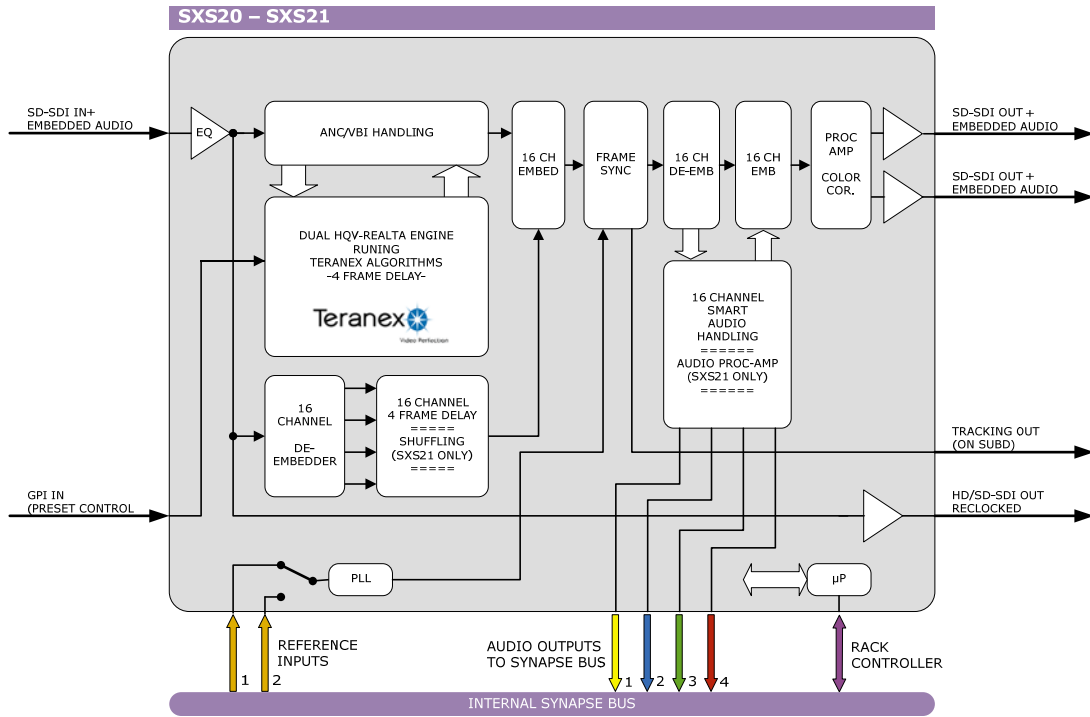 SXS20 – SXS21
SD-SDI IN+
EMBEDDED AUDIO
EQ
ANC/VBI HANDLING
16 CH
EMBED
FRAME
SYNC
16 CH
DE-EMB
16 CH
EMB
PROC
AMP
COLOR
COR.
SD-SDI OUT +
EMBEDDED AUDIO
SD-SDI OUT +
EMBEDDED AUDIO
DUAL HQV-REALTA ENGINE
RUNING
TERANEX ALGORITHMS
-4 FRAME DELAY-
Teranex
Video Perfection
16 CHANNEL
SMART
AUDIO
HANDLING
======
AUDIO PROC-AMP
(SXS21 ONLY)
======
16
CHANNEL
DE-
EMBEDDER
16 CHANNEL
4 FRAME DELAY
=====
SHUFFLING
(SXS21 ONLY)
=====
TRACKING OUT
(ON SUBD)
GPI IN
(PRESET CONTROL
HD/SD-SDI OUT
RECLOCKED
PLL
µP
REFERENCE
INPUTS
1
2
AUDIO OUTPUTS
TO SYNAPSE BUS
1
2
3
4
RACK
CONTROLLER
INTERNAL SYNAPSE BUS